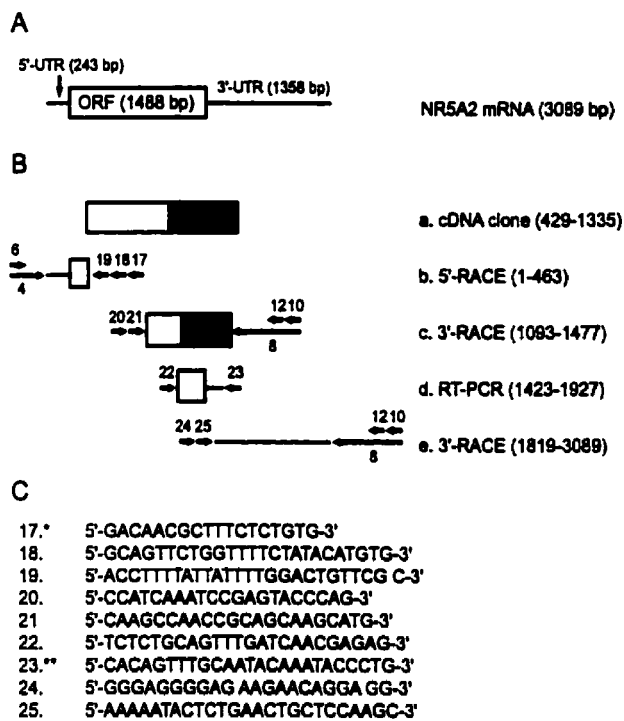 A
5'-UTR (243 bp)
ORF (1488 bp)
3'-UTR (1358 bp)
NR5A2 mRNA (3089 bp)
B
a. cDNA clone (429-1335)
6
19 18 17
4
b. 5'-RACE (1-463)
20 21
12 10
8
c. 3'-RACE (1093-1477)
22
23
d. RT-PCR (1423-1927)
24 25
12 10
8
e. 3'-RACE (1819-3089)
C
17.* 5'-GACAACGCTTTCTCTGTG-3'
18. 5'-GCAGTTCTGGTTTTCTATACATGTG-3'
19. 5'-ACCTTTTATTATTTTGGACTGTTCG C-3'
20. 5'-CCATCAAATCCGAGTACCCAG-3'
21 5'-CAAGCCAACCGCAGCAAGCATG-3'
22. 5'-TCTCTGCAGTTTGATCAACGAGAG-3'
23.** 5'-CACAGTTTGCAATACAAATACCCTG-3'
24. 5'-GGGAGGGGAG AAGAACAGGA GG-3'
25. 5'-AAAAATACTCTGAACTGCTCCAAGC-3'